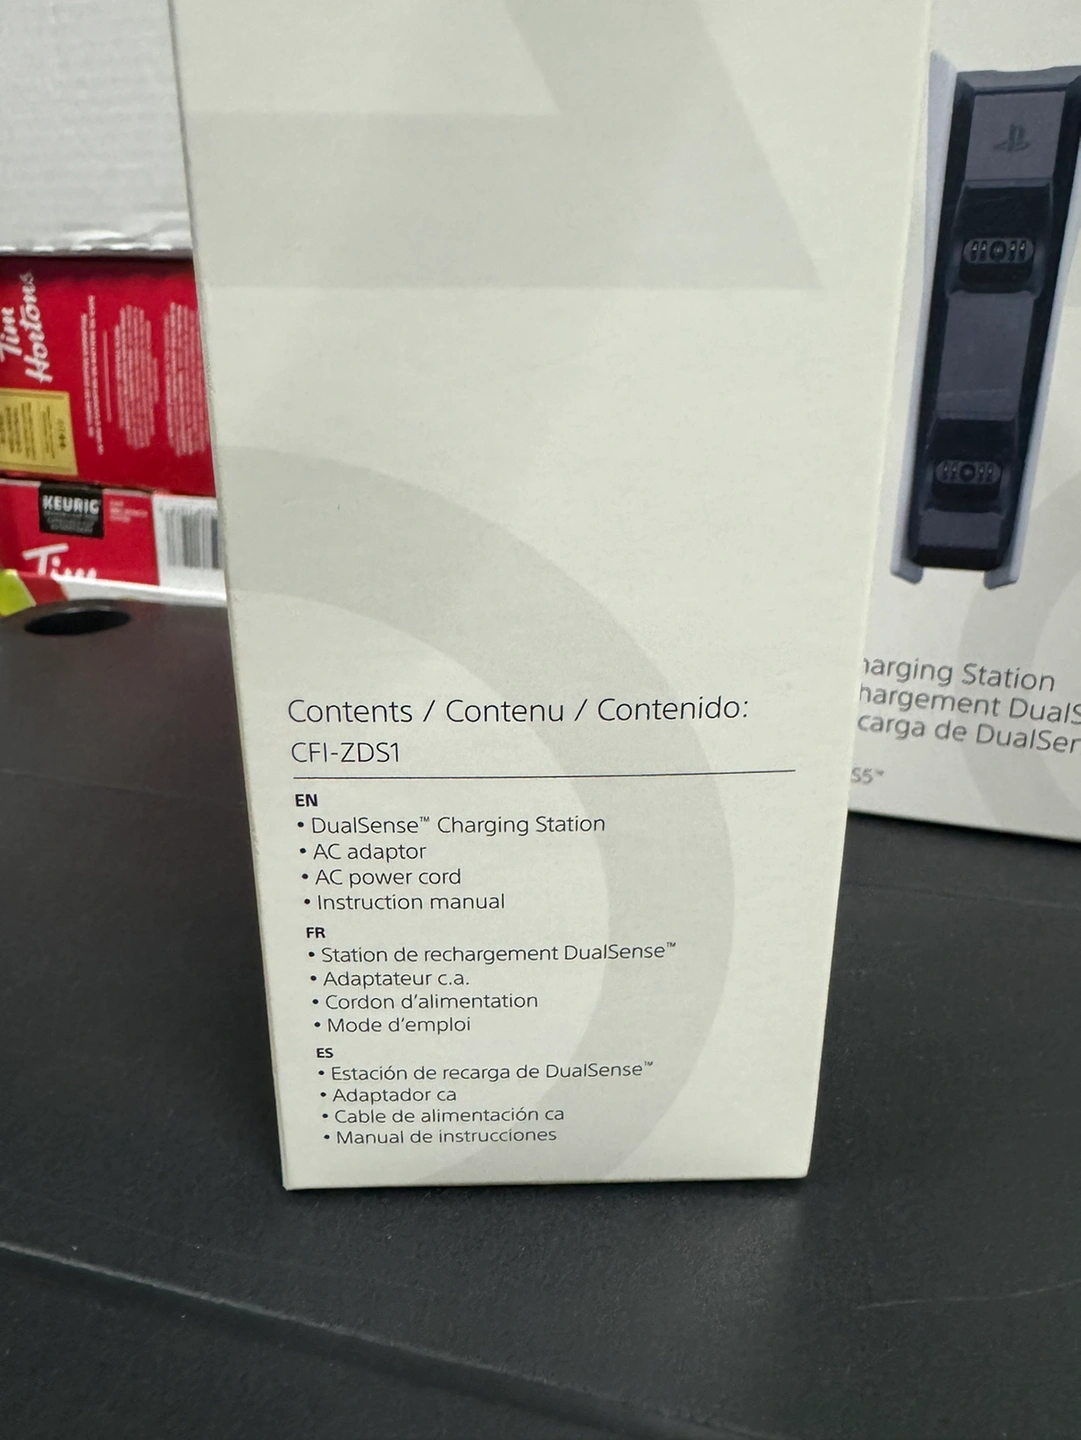 Tim
Hortons
KEURIG
Tim
Contents / Contenu / Contenido:
CFI-ZDS1
EN
• DualSense™ Charging Station
• AC adaptor
• AC power cord
• Instruction manual
FR
• Station de rechargement DualSense™
• Adaptateur c.a.
• Cordon d'alimentation
• Mode d'emploi
ES
• Estación de recarga de DualSense™
• Adaptador ca
• Cable de alimentación ca
• Manual de instrucciones
harging Station
hargement DualS
carga de DualSen
S5™